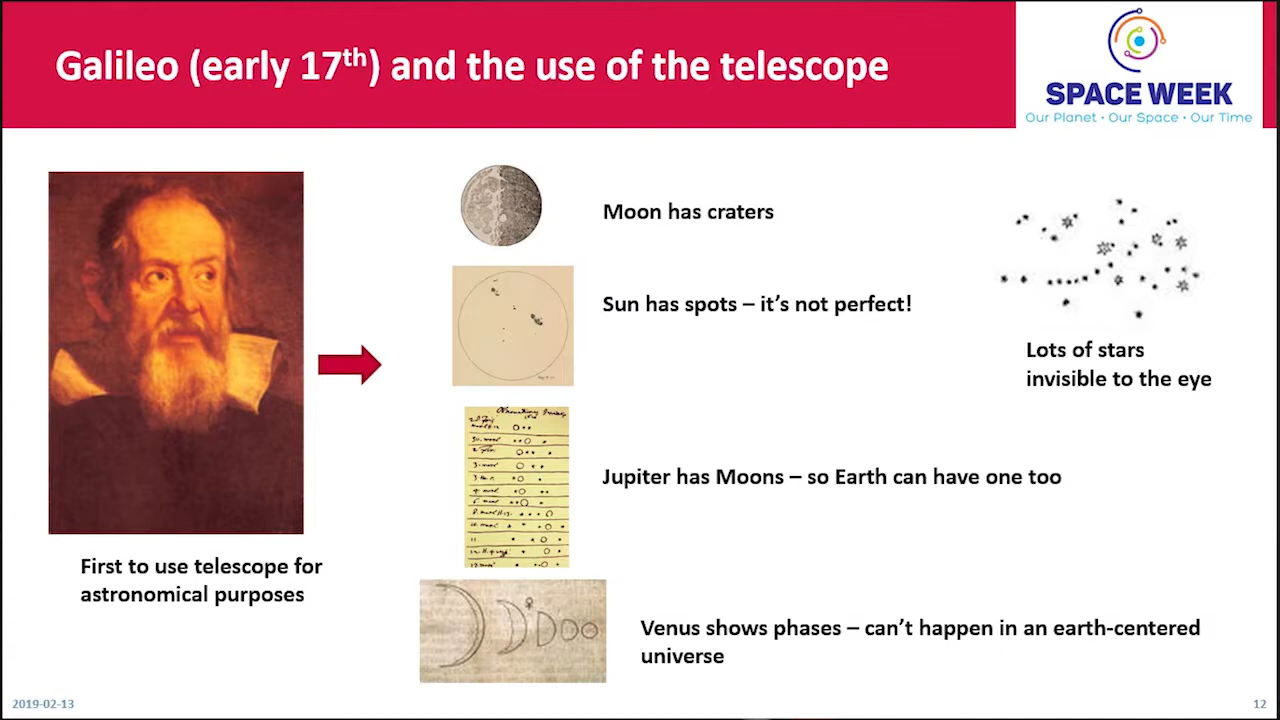 Galileo (early 17th) and the use of the telescope
SPACE WEEK
Our Planet • Our Space • Our Time
Moon has craters
Sun has spots – it's not perfect!
Lots of stars
invisible to the eye
Jupiter has Moons – so Earth can have one too
First to use telescope for
astronomical purposes
Venus shows phases – can't happen in an earth-centered
universe
2019-02-13
12